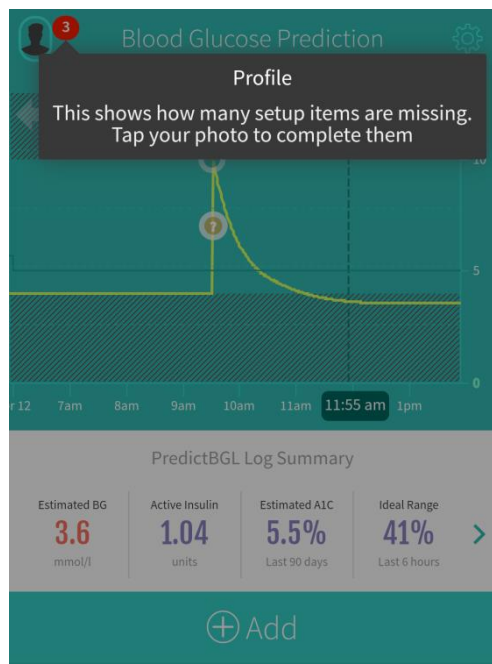 3
Blood Glucose Prediction
Profile
This shows how many setup items are missing.
Tap your photo to complete them
10
?
5
0
r 12 7am 8am 9am 10am 11am 11:55 am 1pm
PredictBGL Log Summary
Estimated BG Active Insulin Estimated A1C Ideal Range
3.6 1.04 5.5% 41%
mmol/l units Last 90 days Last 6 hours
Add